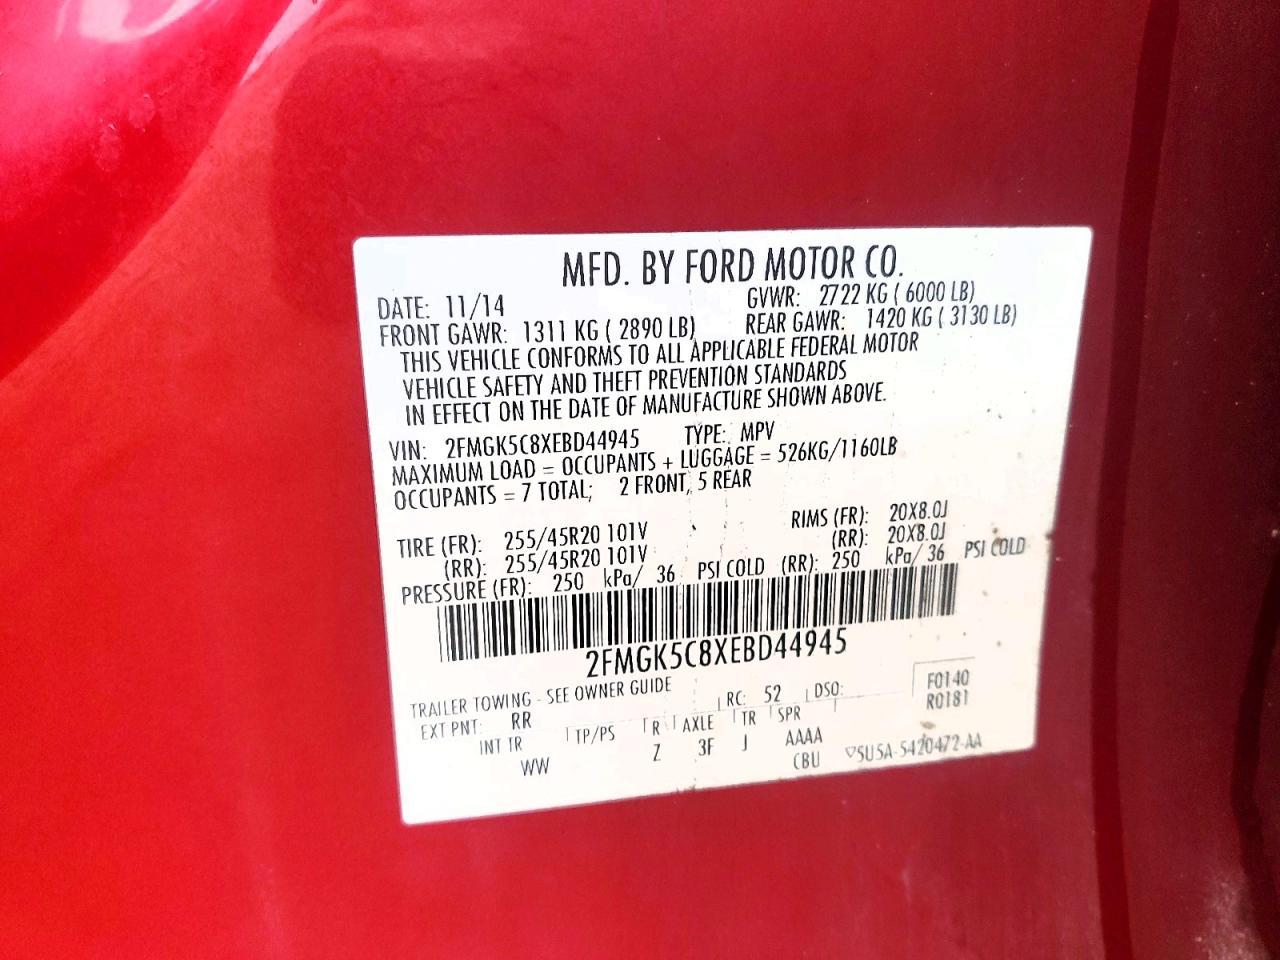 MFD. BY FORD MOTOR CO.
DATE: 11/14 GVWR: 2722 KG ( 6000 LB)
FRONT GAWR: 1311 KG ( 2890 LB) REAR GAWR: 1420 KG ( 3130 LB)
THIS VEHICLE CONFORMS TO ALL APPLICABLE FEDERAL MOTOR
VEHICLE SAFETY AND THEFT PREVENTION STANDARDS
IN EFFECT ON THE DATE OF MANUFACTURE SHOWN ABOVE.
VIN: 2FMGK5C8XEBD44945 TYPE: MPV
MAXIMUM LOAD = OCCUPANTS + LUGGAGE = 526KG/1160LB
OCCUPANTS = 7 TOTAL; 2 FRONT, 5 REAR
TIRE (FR): 255/45R20 101V RIMS (FR): 20X8.0J
(RR): 255/45R20 101V (RR): 20X8.0J
PRESSURE (FR): 250 kPa/ 36 PSI COLD (RR): 250 kPa/ 36 PSI COLD
2FMGK5C8XEBD44945
TRAILER TOWING - SEE OWNER GUIDE
EXT PNT: RR RC: 52 DSO: F0140
R0181
INT TR TP/PS R AXLE TR SPR
WW Z 3F J AAAA
CBU 5U5A-5420472-AA